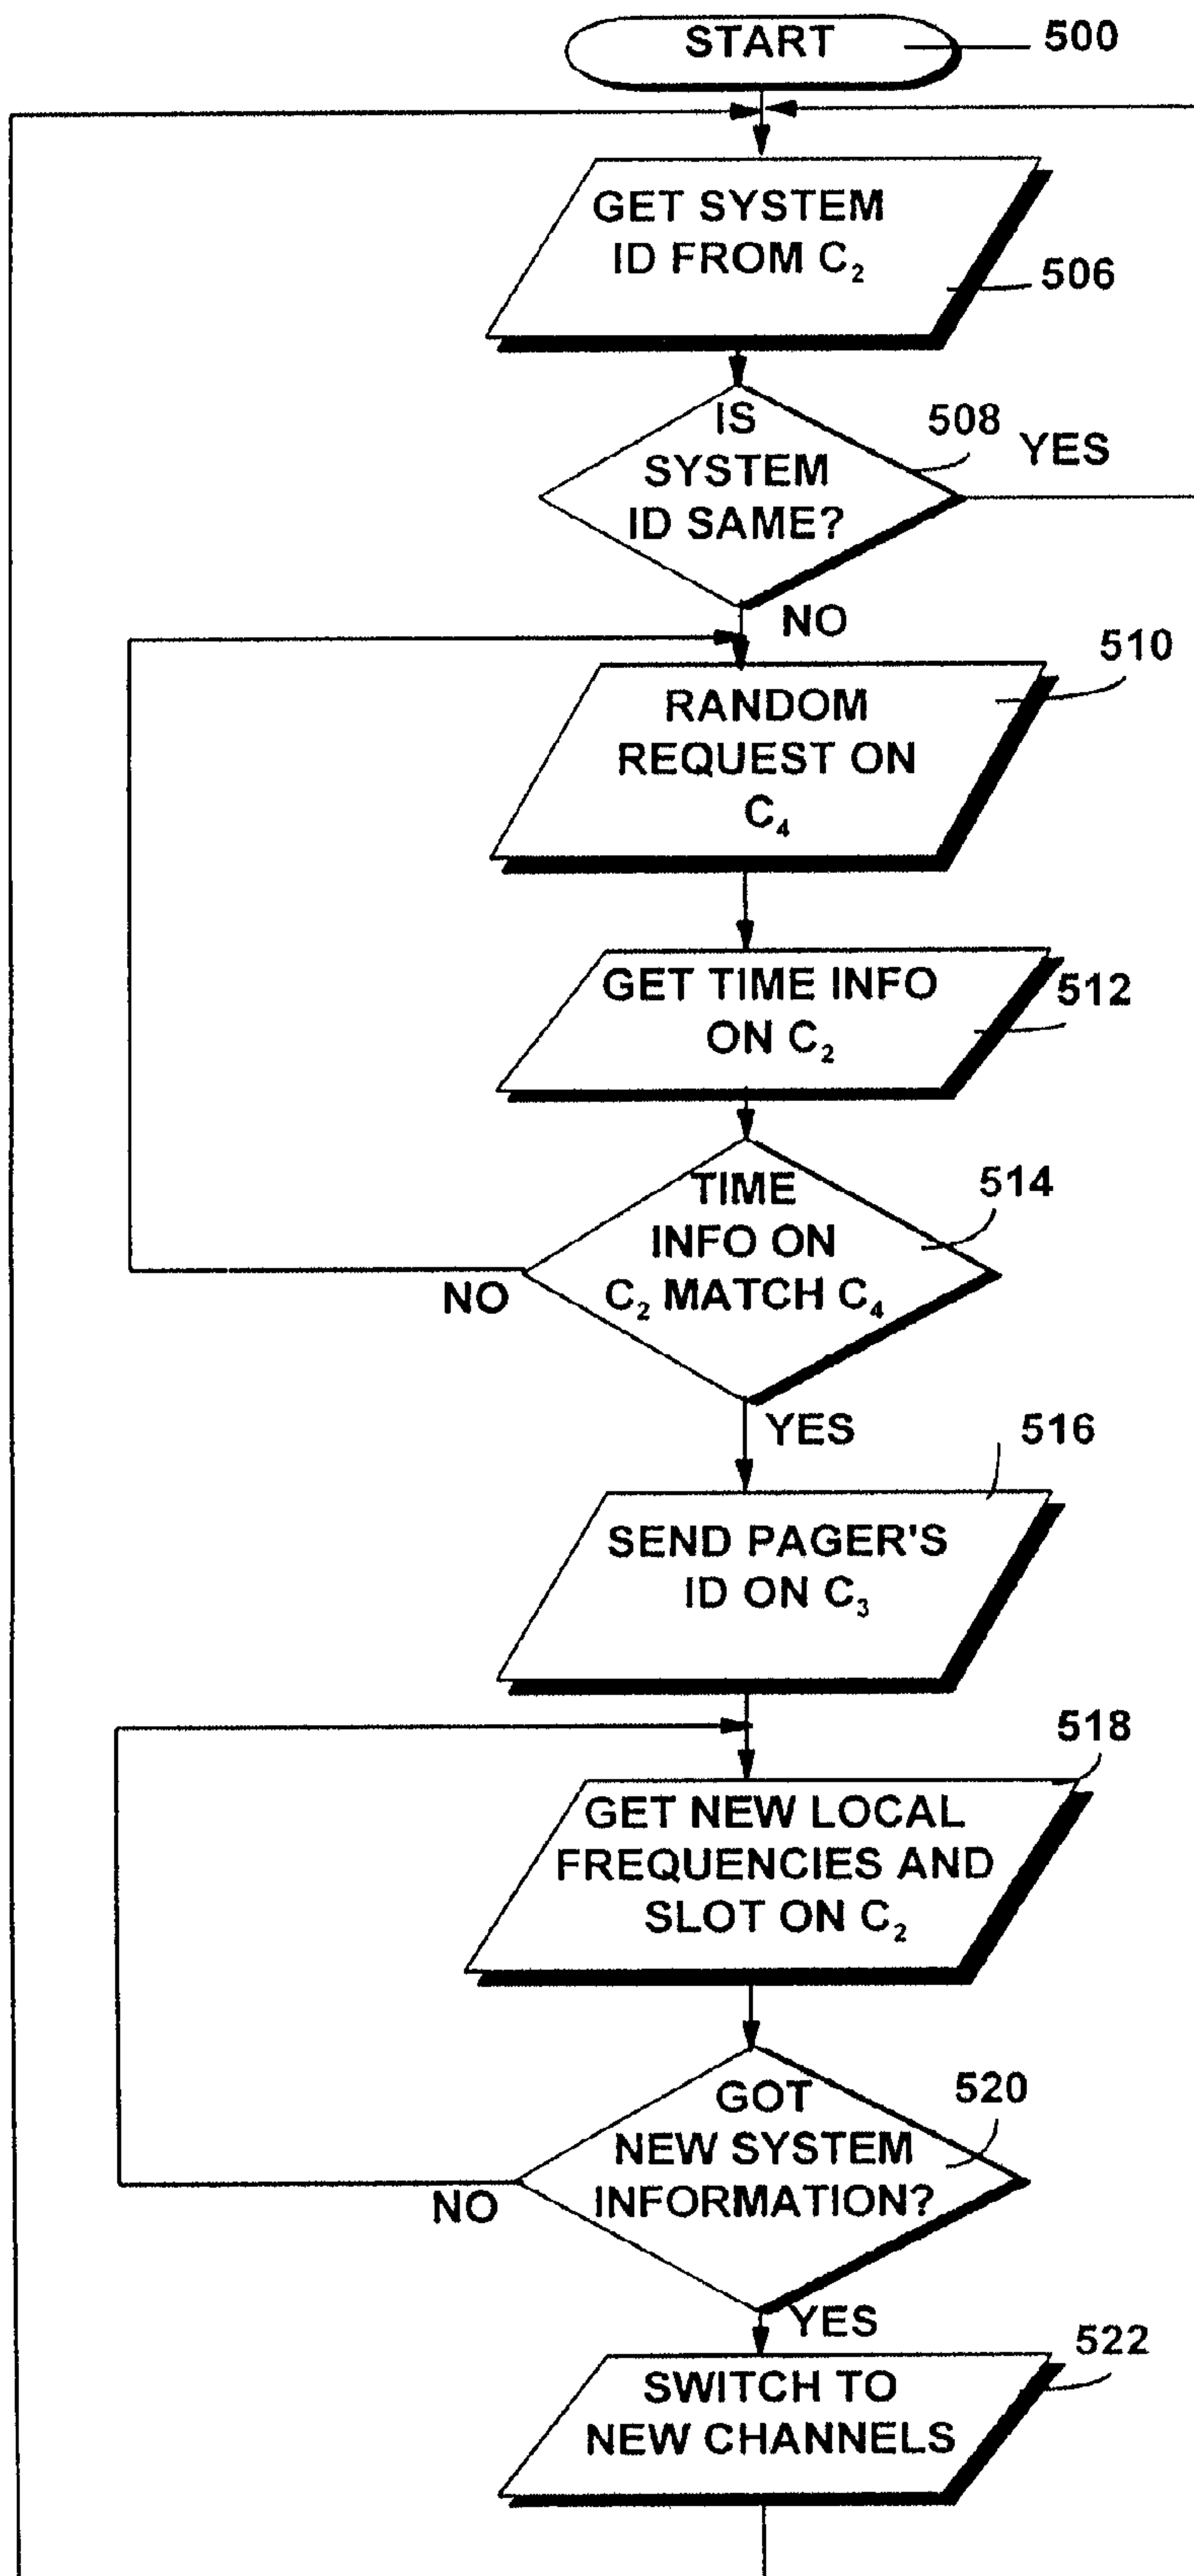 START
500
GET SYSTEM
ID FROM C₂
506
IS
SYSTEM
ID SAME?
508
YES
NO
510
RANDOM
REQUEST ON
C₄
GET TIME INFO
ON C₂
512
TIME
INFO ON
C₂ MATCH C₄
514
NO
YES
516
SEND PAGER'S
ID ON C₃
518
GET NEW LOCAL
FREQUENCIES AND
SLOT ON C₂
GOT
NEW SYSTEM
INFORMATION?
520
NO
YES
522
SWITCH TO
NEW CHANNELS